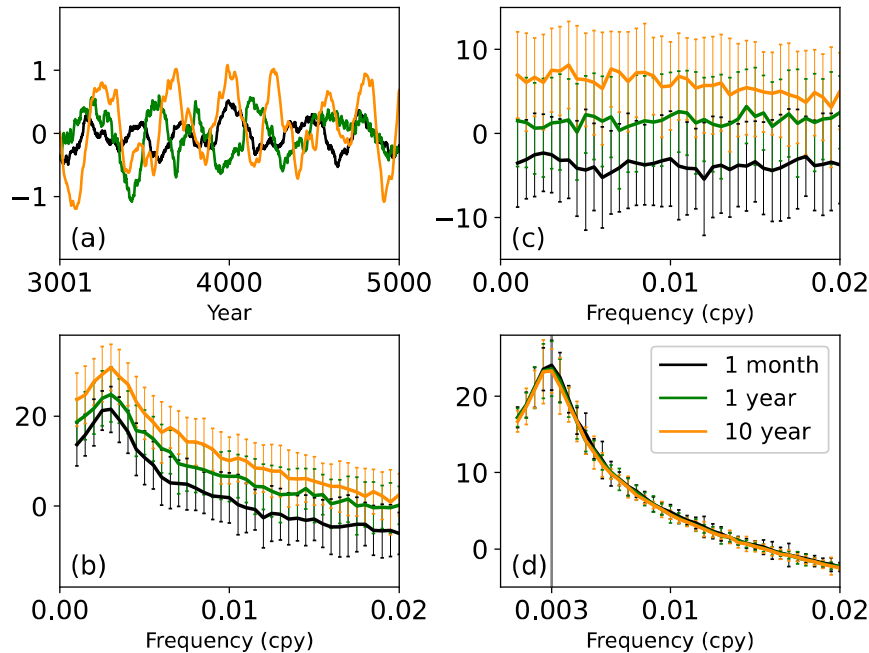 1
0
−1
(a)
3001 4000 5000
Year
10
0
−10
(c)
0.00 0.01 0.02
Frequency (cpy)
20
0
(b)
0.00 0.01 0.02
Frequency (cpy)
20
10
0
1 month
1 year
10 year
(d)
0.003 0.01 0.02
Frequency (cpy)